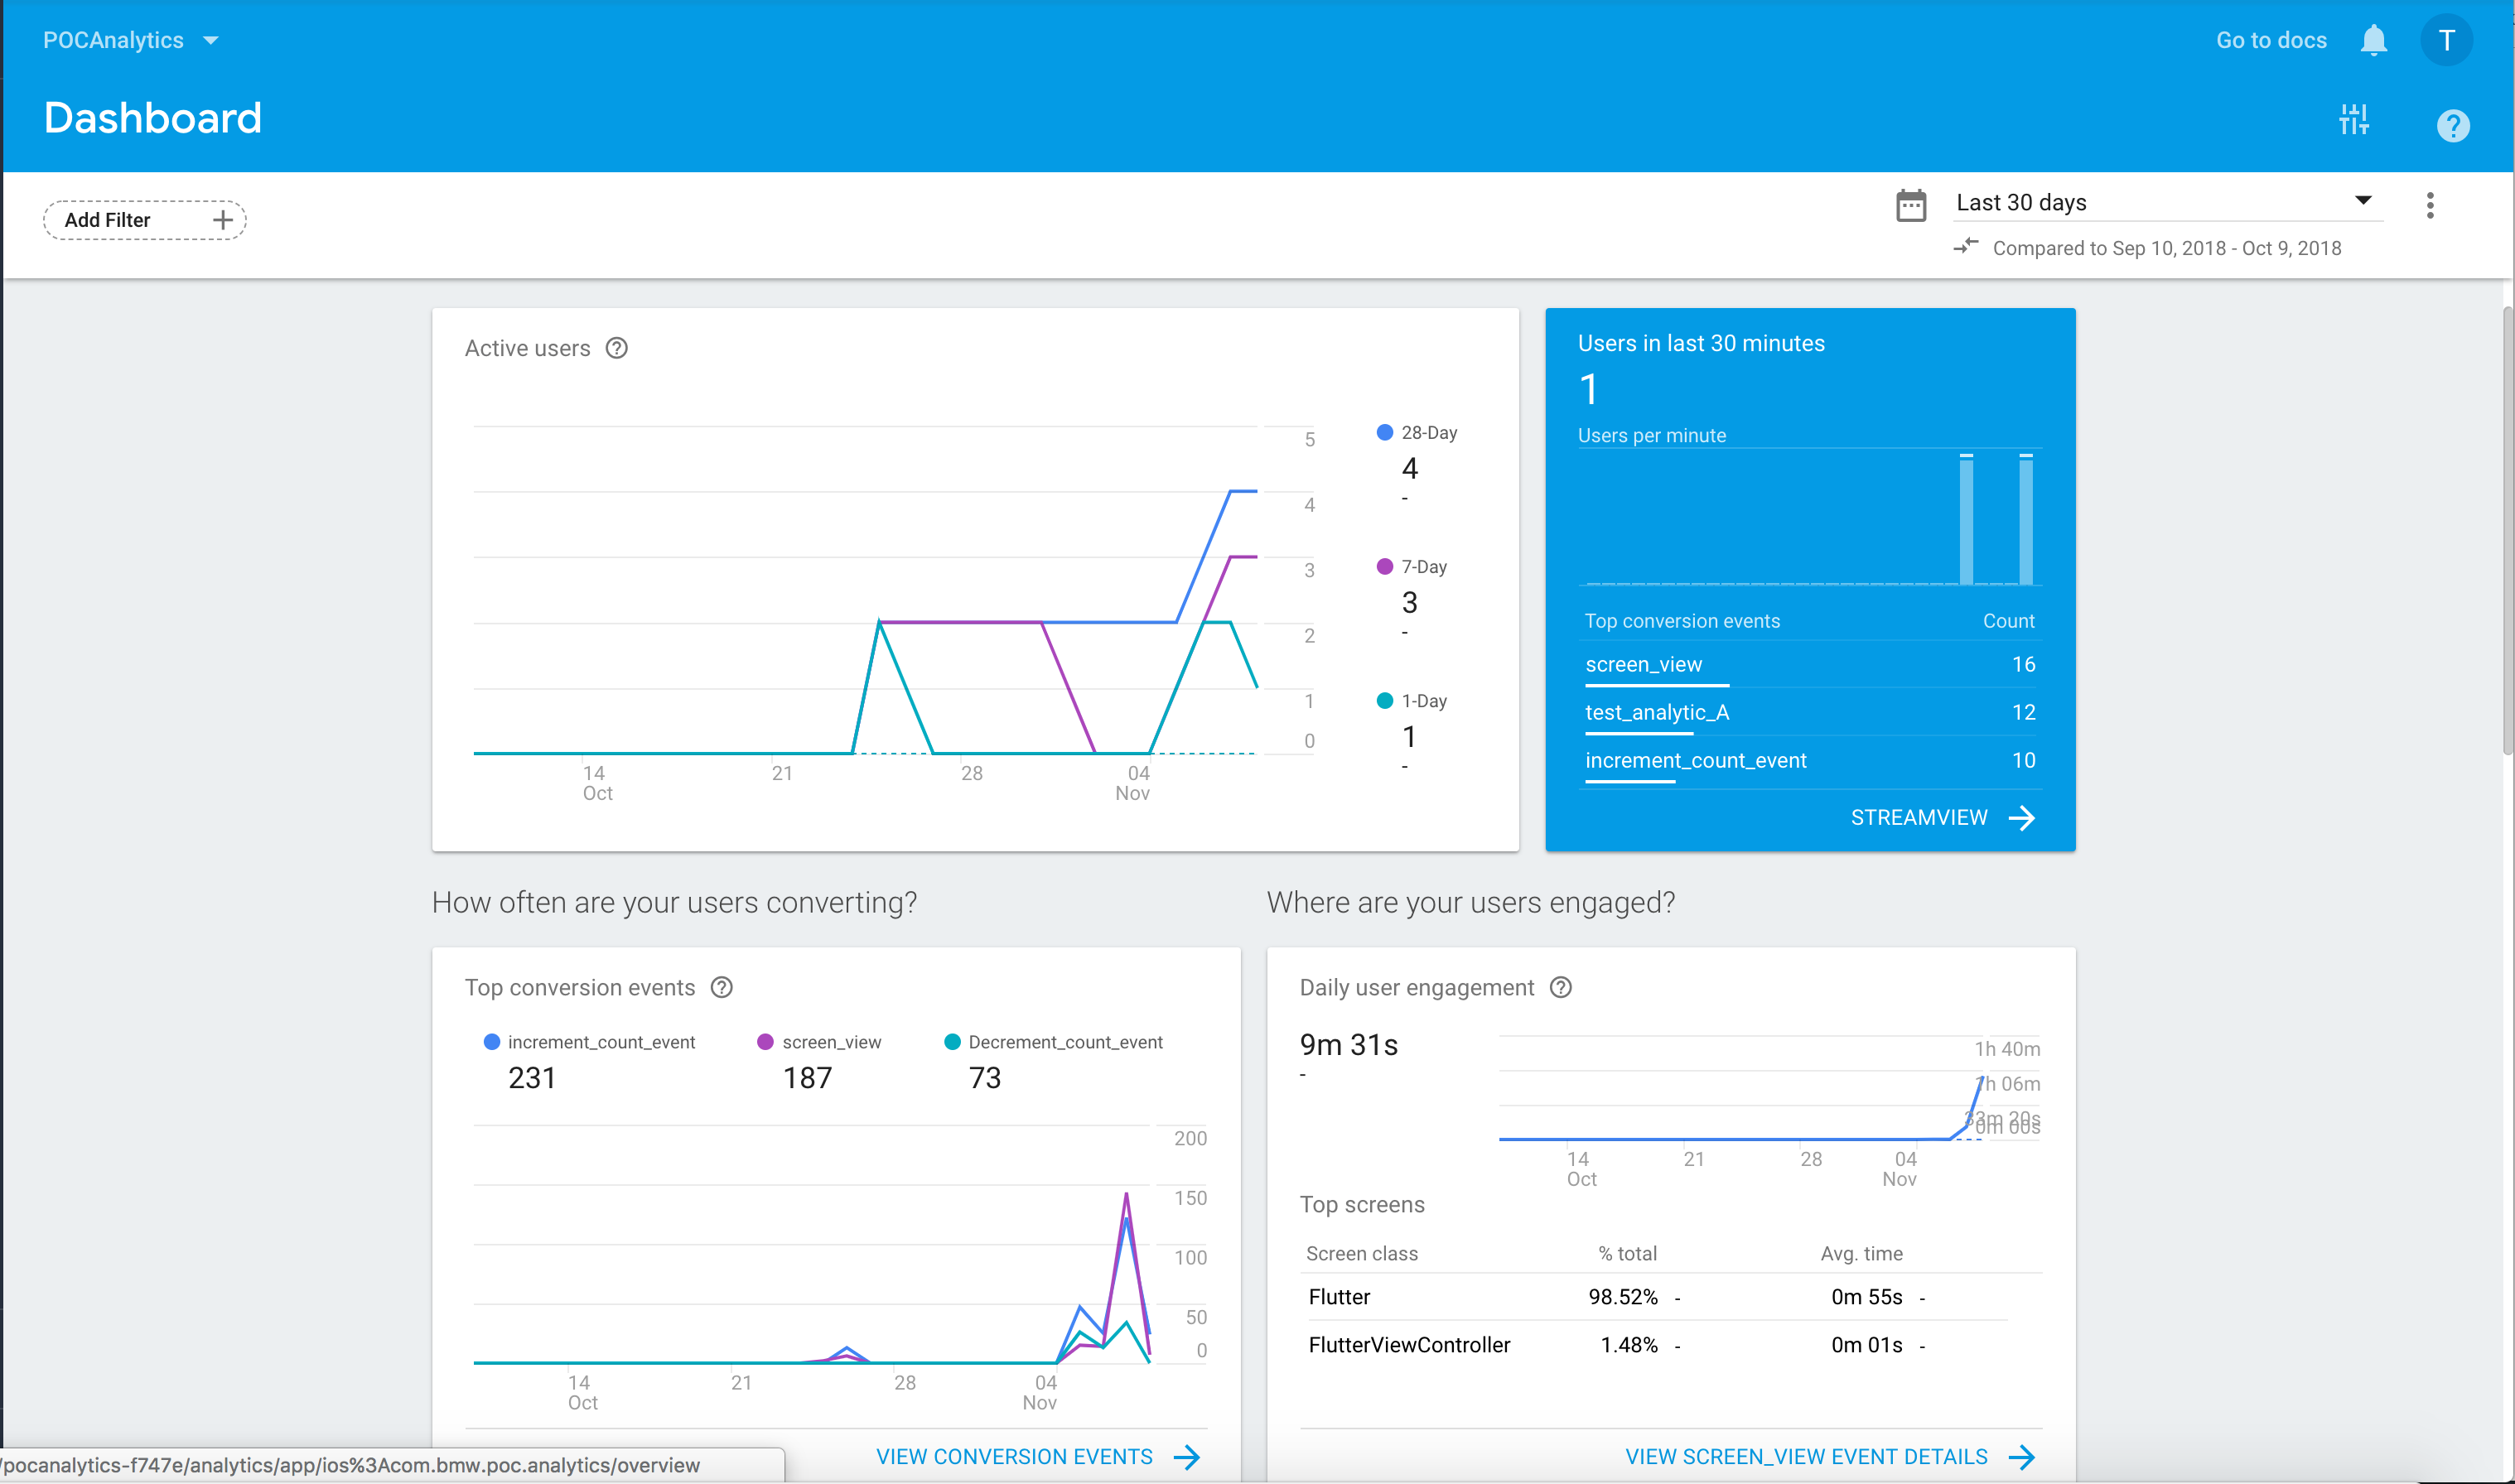 POCAnalytics
Go to docs
T
Dashboard
?
Add Filter +
Last 30 days
Compared to Sep 10, 2018 - Oct 9, 2018
Active users ?
5
4
3
2
1
0
14
Oct
21
28
04
Nov
28-Day
4
-
7-Day
3
-
1-Day
1
-
Users in last 30 minutes
1
Users per minute
Top conversion events Count
screen_view 16
test_analytic_A 12
increment_count_event 10
STREAMVIEW
How often are your users converting?
Top conversion events ?
increment_count_event
231
screen_view
187
Decrement_count_event
73
200
150
100
50
0
14
Oct
21
28
04
Nov
VIEW CONVERSION EVENTS
Where are your users engaged?
Daily user engagement ?
9m 31s
-
1h 40m
1h 06m
33m 20s
0m 00s
14
Oct
21
28
04
Nov
Top screens
Screen class % total Avg. time
Flutter 98.52% - 0m 55s -
FlutterViewController 1.48% - 0m 01s -
VIEW SCREEN_VIEW EVENT DETAILS
/pocanalytics-f747e/analytics/app/ios%3Acom.bmw.poc.analytics/overview